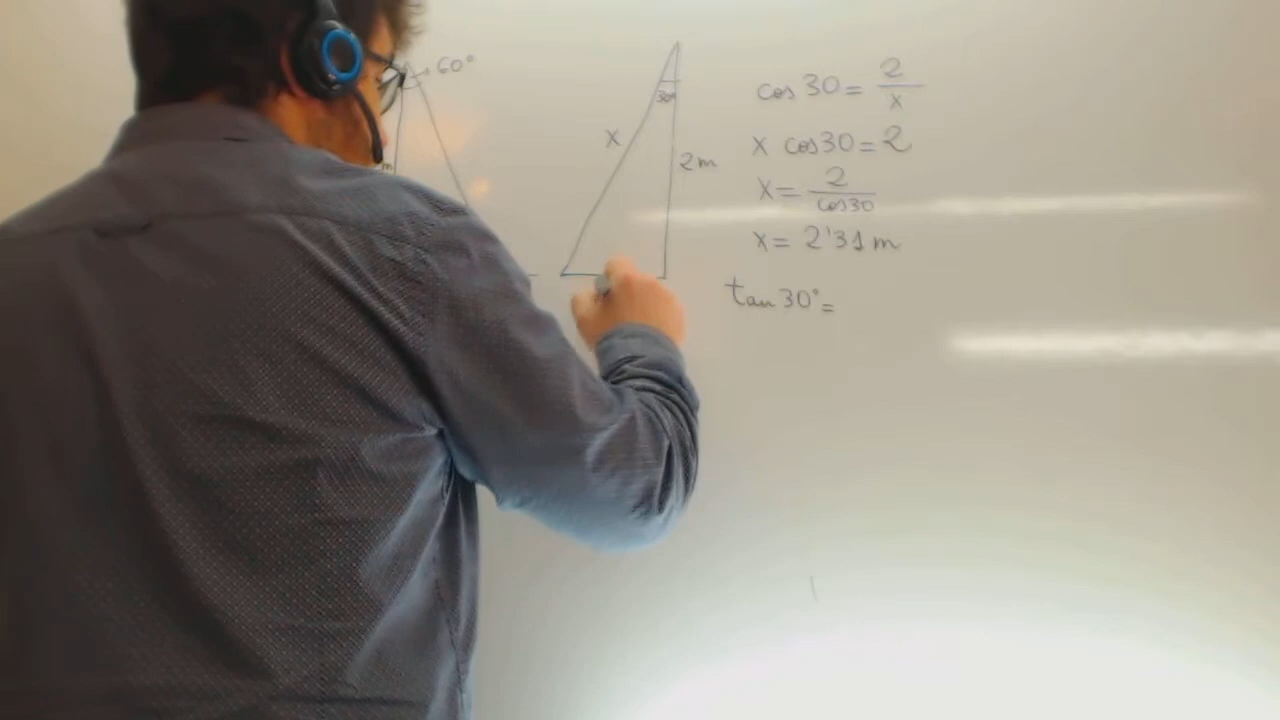 60°
30°
x
2m
m
cos 30 = 2/x
x cos30 = 2
x = 2/cos30
x = 2'31 m
tan 30° =